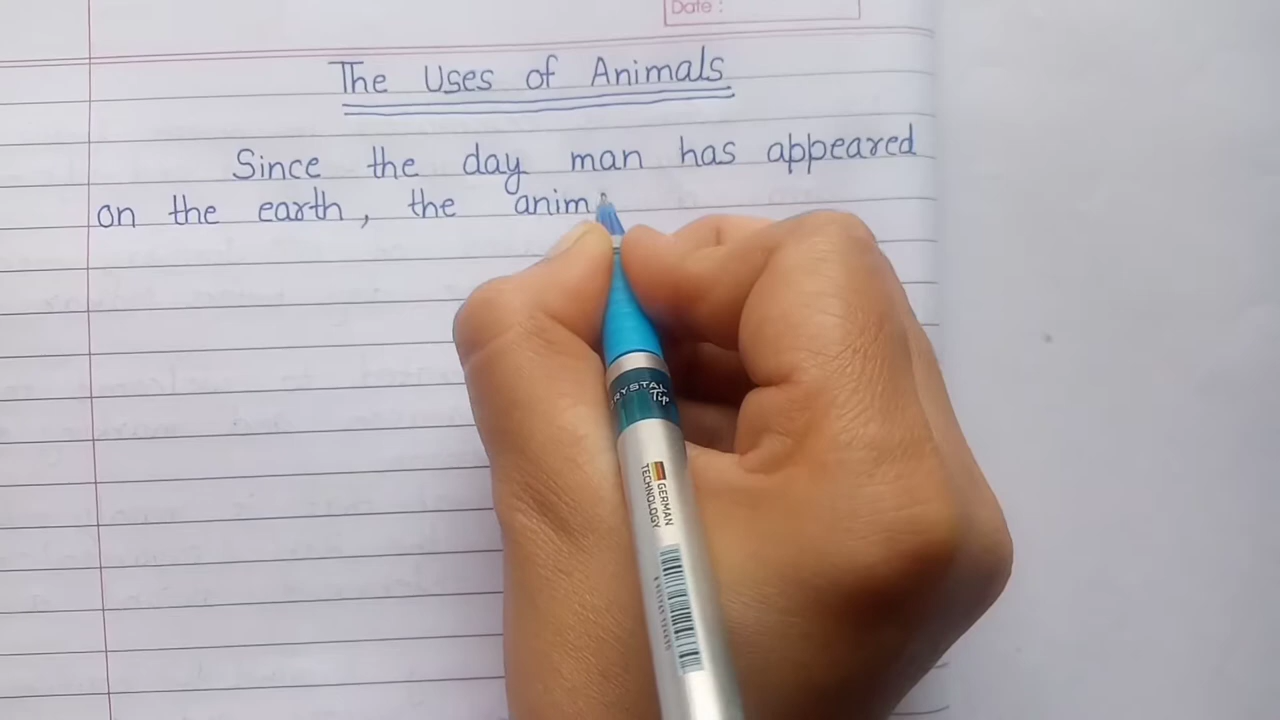 Date :
The Uses of Animals
Since the day man has appeared
on the earth, the anim
CRYSTAL
Tip
GERMAN
TECHNOLOGY